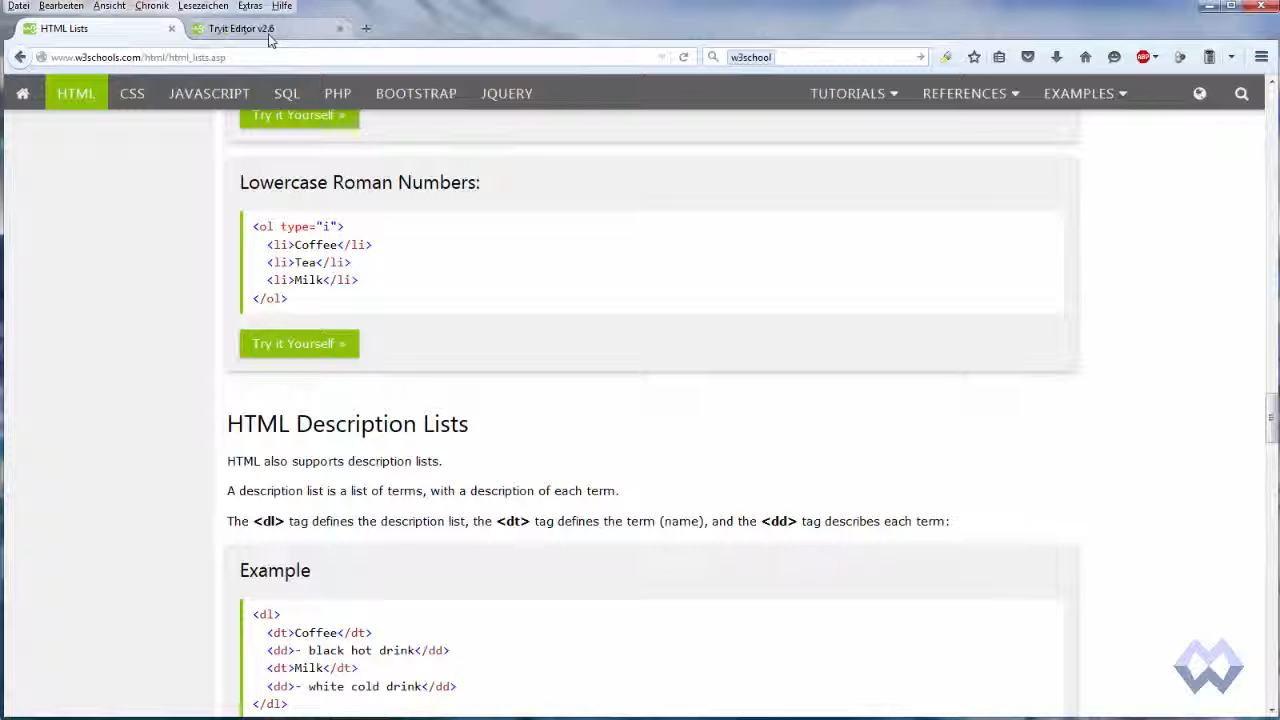 Datei Bearbeiten Ansicht Chronik Lesezeichen Extras Hilfe
HTML Lists Tryit Editor v2.6
www.w3schools.com/html/html_lists.asp w3school ABP
HTML CSS JAVASCRIPT SQL PHP BOOTSTRAP JQUERY TUTORIALS REFERENCES EXAMPLES
Try it Yourself »
Lowercase Roman Numbers:
<ol type="i">
<li>Coffee</li>
<li>Tea</li>
<li>Milk</li>
</ol>
Try it Yourself »
HTML Description Lists
HTML also supports description lists.
A description list is a list of terms, with a description of each term.
The <dl> tag defines the description list, the <dt> tag defines the term (name), and the <dd> tag describes each term:
Example
<dl>
<dt>Coffee</dt>
<dd>- black hot drink</dd>
<dt>Milk</dt>
<dd>- white cold drink</dd>
</dl>